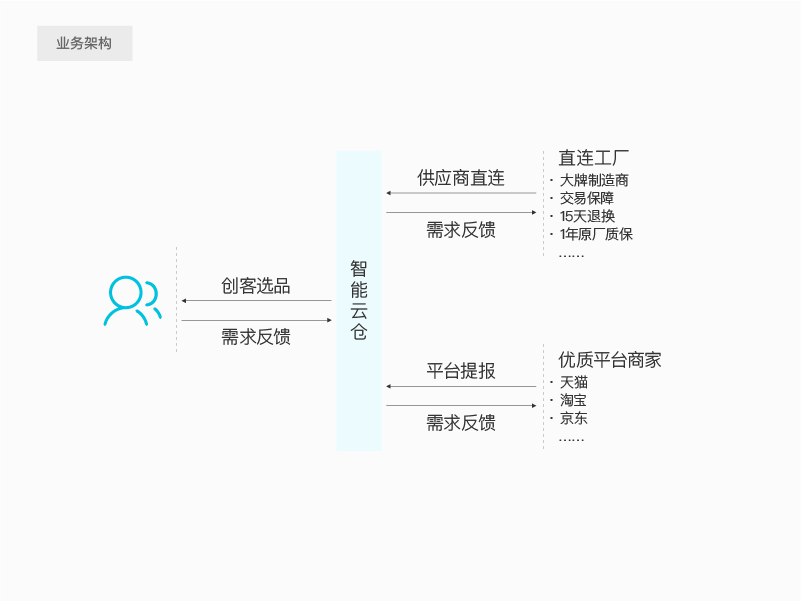 业务架构
创客选品
需求反馈
智能云仓
供应商直连
需求反馈
直连工厂
· 大牌制造商
· 交易保障
· 15天退换
· 1年原厂质保
······
平台提报
需求反馈
优质平台商家
· 天猫
· 淘宝
· 京东
······